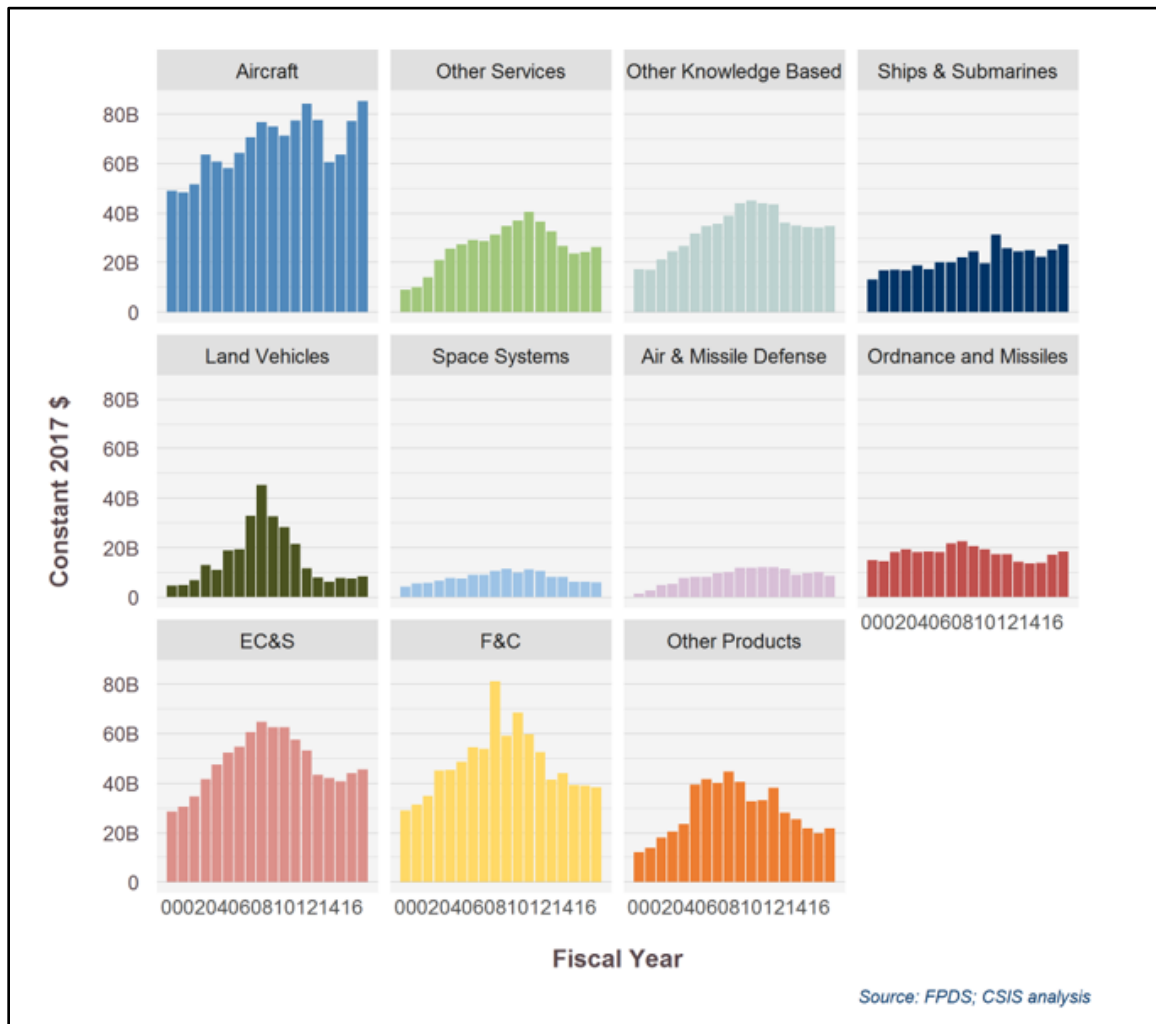 Aircraft
Other Services
Other Knowledge Based
Ships & Submarines
80B
60B
40B
20B
0
Land Vehicles
Space Systems
Air & Missile Defense
Ordnance and Missiles
80B
60B
40B
20B
0
000204060810121416
EC&S
F&C
Other Products
80B
60B
40B
20B
0
000204060810121416
000204060810121416
000204060810121416
Constant 2017 $
Fiscal Year
Source: FPDS; CSIS analysis